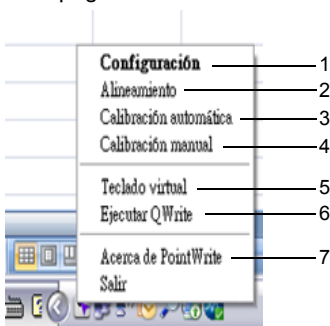 Configuración 1
Alineamiento 2
Calibración automática 3
Calibración manual 4
Teclado virtual 5
Ejecutar QWrite 6
Acerca de PointWrite 7
Salir